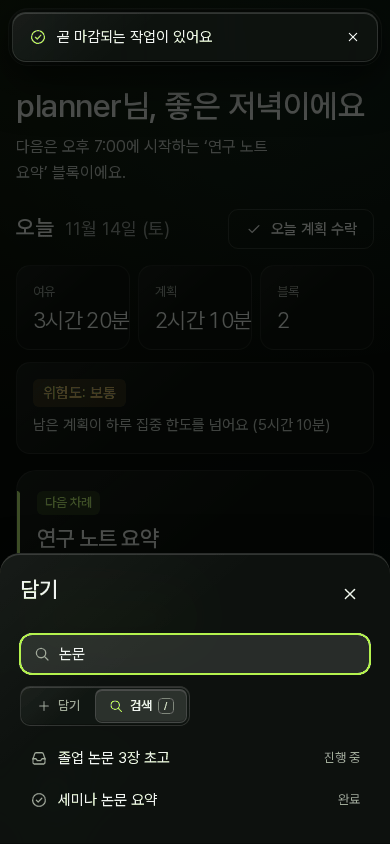 곧 마감되는 작업이 있어요
planner님, 좋은 저녁이에요
다음은 오후 7:00에 시작하는 ‘연구 노트
요약’ 블록이에요.
오늘 11월 14일 (토)
오늘 계획 수락
여유
3시간 20분
계획
2시간 10분
블록
2
위험도: 보통
남은 계획이 하루 집중 한도를 넘어요 (5시간 10분)
다음 차례
연구 노트 요약
담기
논문
담기
검색 /
졸업 논문 3장 초고 진행 중
세미나 논문 요약 완료